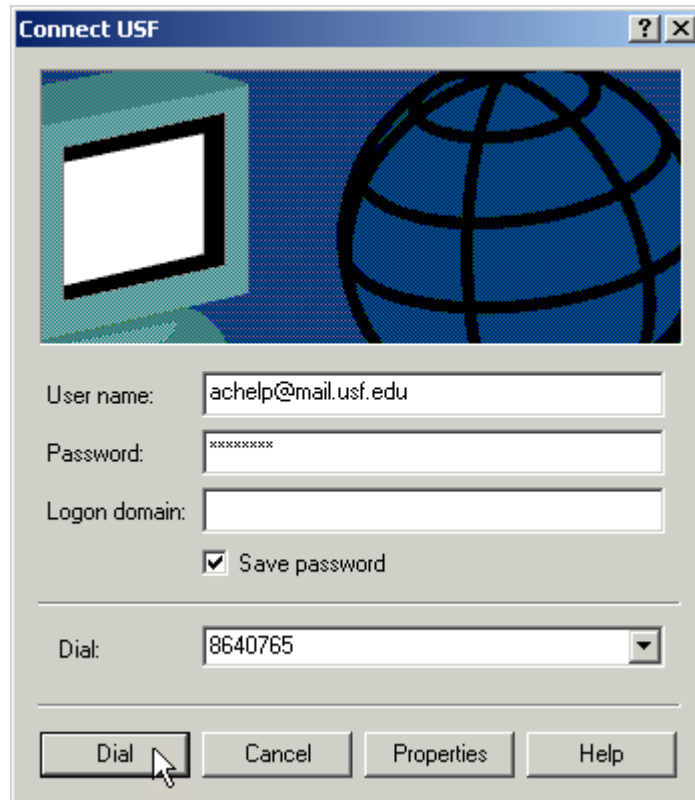 Connect USF
User name: achelp@mail.usf.edu
Password: xxxxxxxx
Logon domain:
Save password
Dial: 8640765
Dial Cancel Properties Help